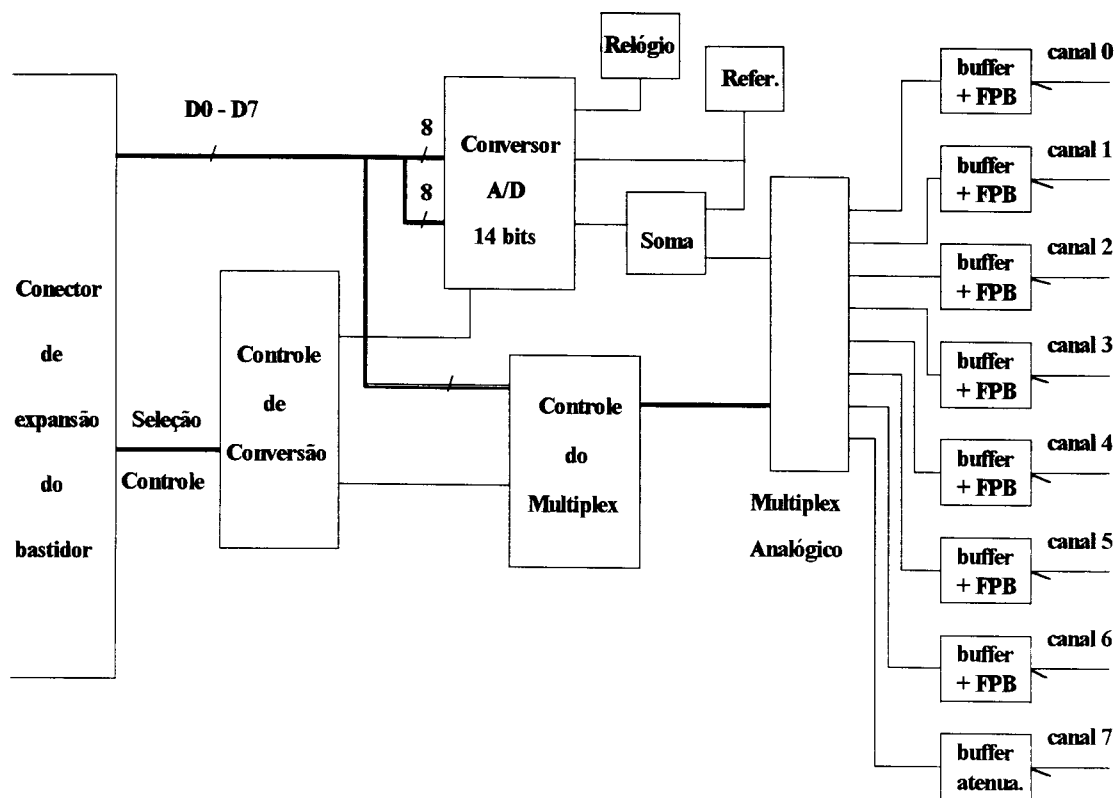 Relógio
Refer.
D0 - D7
8
8
Conversor
A/D
14 bits
Soma
Conector
de
expansão
do
bastidor
Seleção
Controle
Controle
de
Conversão
Controle
do
Multiplex
Multiplex
Analógico
canal 0
buffer
+ FPB
canal 1
buffer
+ FPB
canal 2
buffer
+ FPB
canal 3
buffer
+ FPB
canal 4
buffer
+ FPB
canal 5
buffer
+ FPB
canal 6
buffer
+ FPB
canal 7
buffer
atenua.